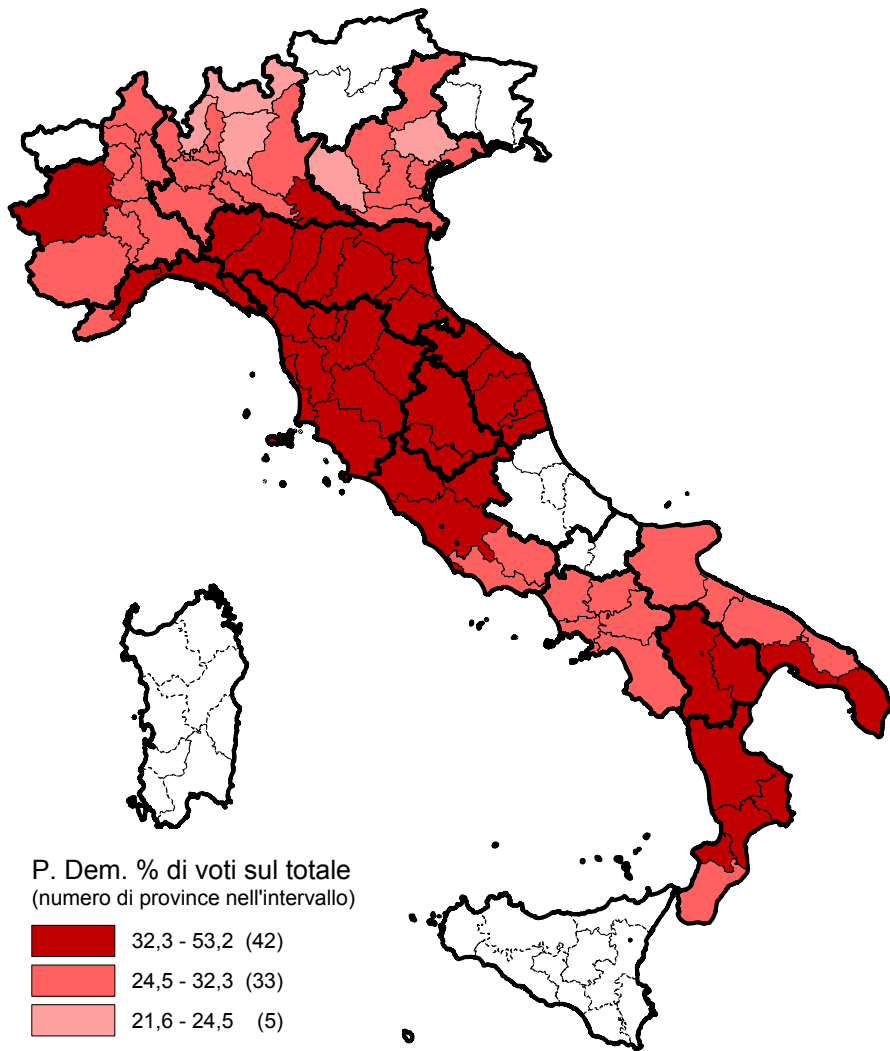 P. Dem. % di voti sul totale
(numero di province nell'intervallo)
32,3 - 53,2 (42)
24,5 - 32,3 (33)
21,6 - 24,5 (5)